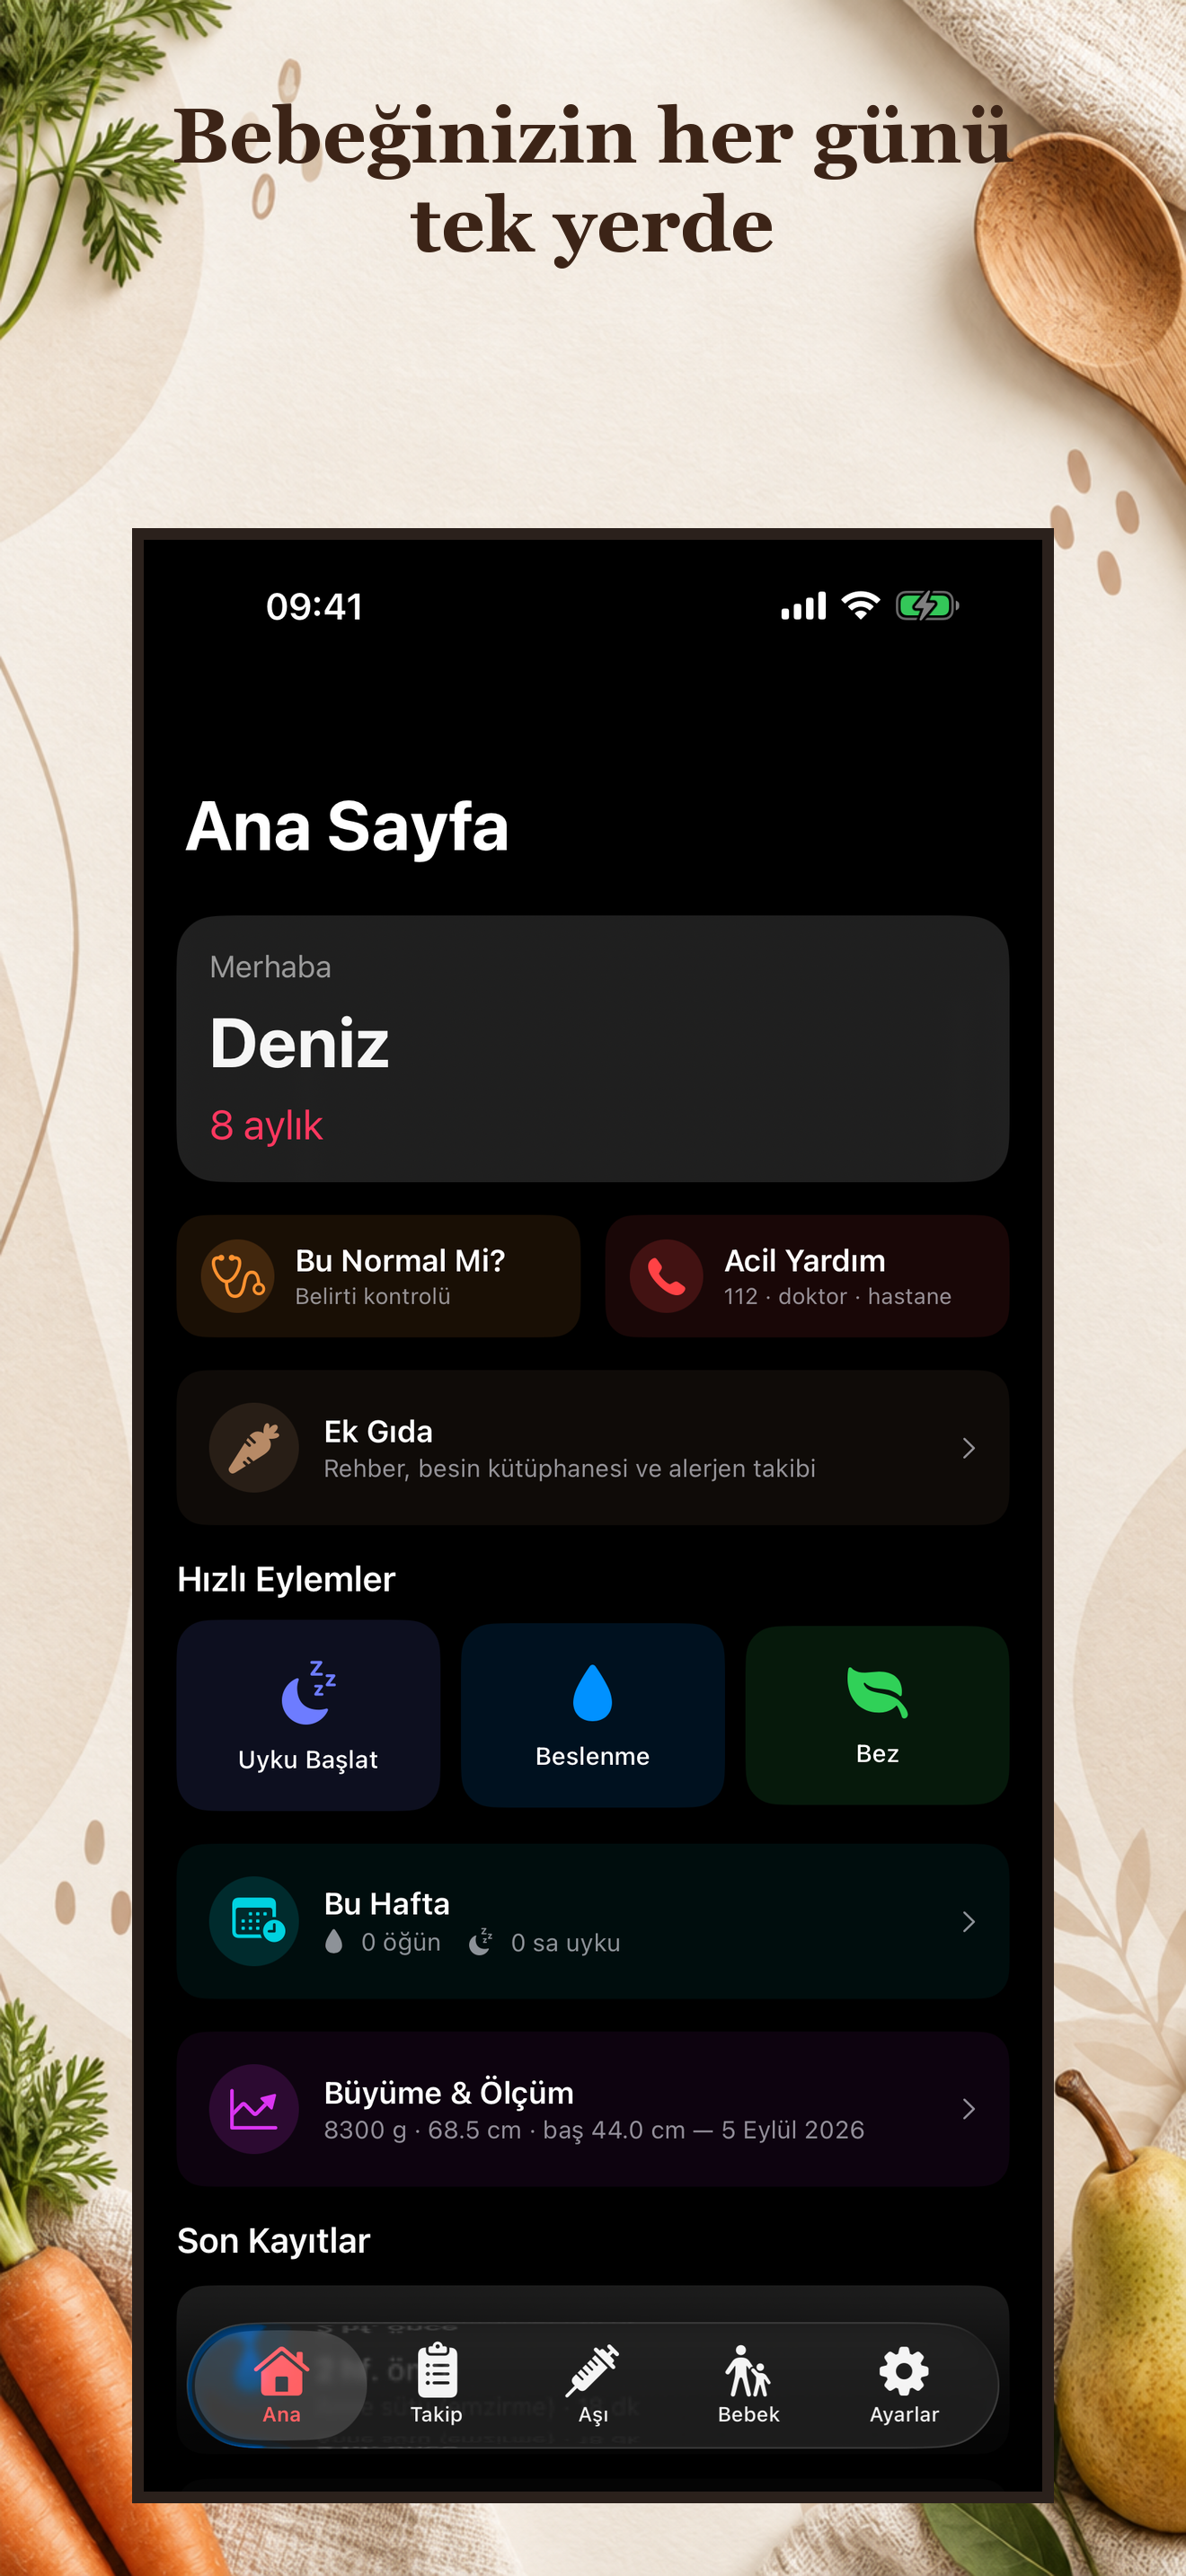 Bebeğinizin her günü
tek yerde
09:41
Ana Sayfa
Merhaba
Deniz
8 aylık
Bu Normal Mi?
Belirti kontrolü
Acil Yardım
112 · doktor · hastane
Ek Gıda
Rehber, besin kütüphanesi ve alerjen takibi
Hızlı Eylemler
Uyku Başlat
Beslenme
Bez
Bu Hafta
0 öğün 0 sa uyku
Büyüme & Ölçüm
8300 g · 68.5 cm · baş 44.0 cm — 5 Eylül 2026
Son Kayıtlar
Ana
Takip
Aşı
Bebek
Ayarlar